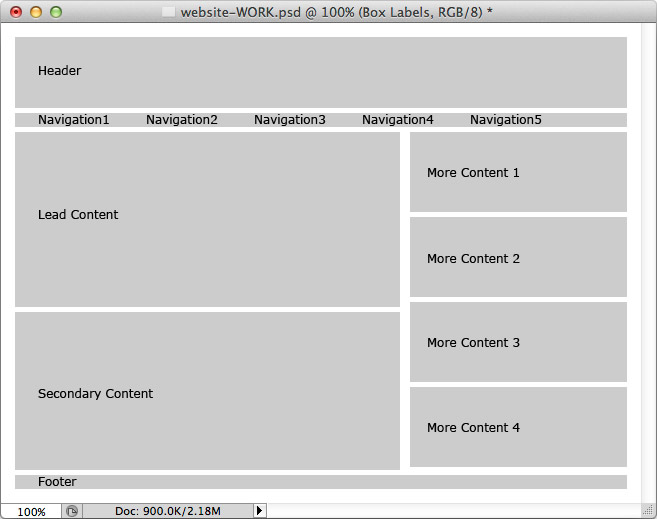 website-WORK.psd @ 100% (Box Labels, RGB/8) *
Header
Navigation1 Navigation2 Navigation3 Navigation4 Navigation5
Lead Content
More Content 1
More Content 2
More Content 3
Secondary Content
More Content 4
Footer
100% Doc: 900.0K/2.18M